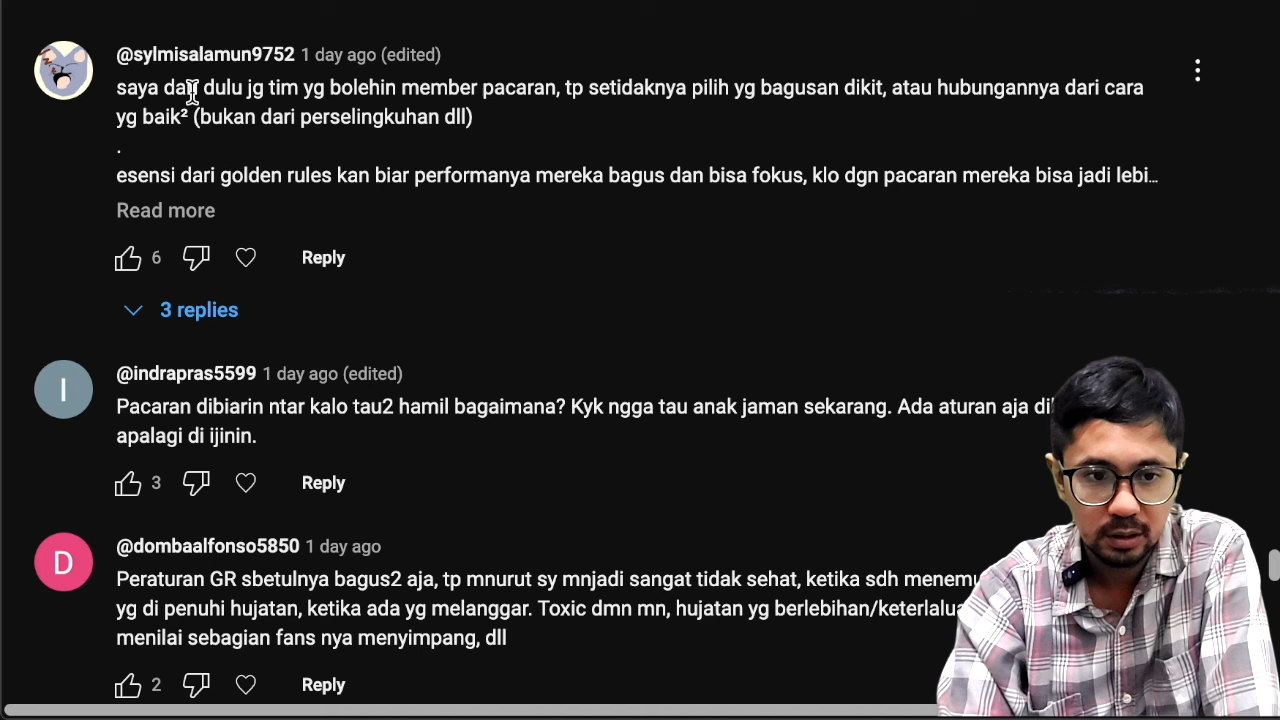 @sylmisalamun9752 1 day ago (edited)
saya dari dulu jg tim yg bolehin member pacaran, tp setidaknya pilih yg bagusan dikit, atau hubungannya dari cara
yg baik² (bukan dari perselingkuhan dll)
.
esensi dari golden rules kan biar performanya mereka bagus dan bisa fokus, klo dgn pacaran mereka bisa jadi lebi…
Read more
6 Reply
3 replies
I
@indrapras5599 1 day ago (edited)
Pacaran dibiarin ntar kalo tau2 hamil bagaimana? Kyk ngga tau anak jaman sekarang. Ada aturan aja
apalagi di ijinin.
3 Reply
D
@dombaalfonso5850 1 day ago
Peraturan GR sbetulnya bagus2 aja, tp mnurut sy mnjadi sangat tidak sehat, ketika sdh
yg di penuhi hujatan, ketika ada yg melanggar. Toxic dmn mn, hujatan yg
menilai sebagian fans nya menyimpang, dll
2 Reply